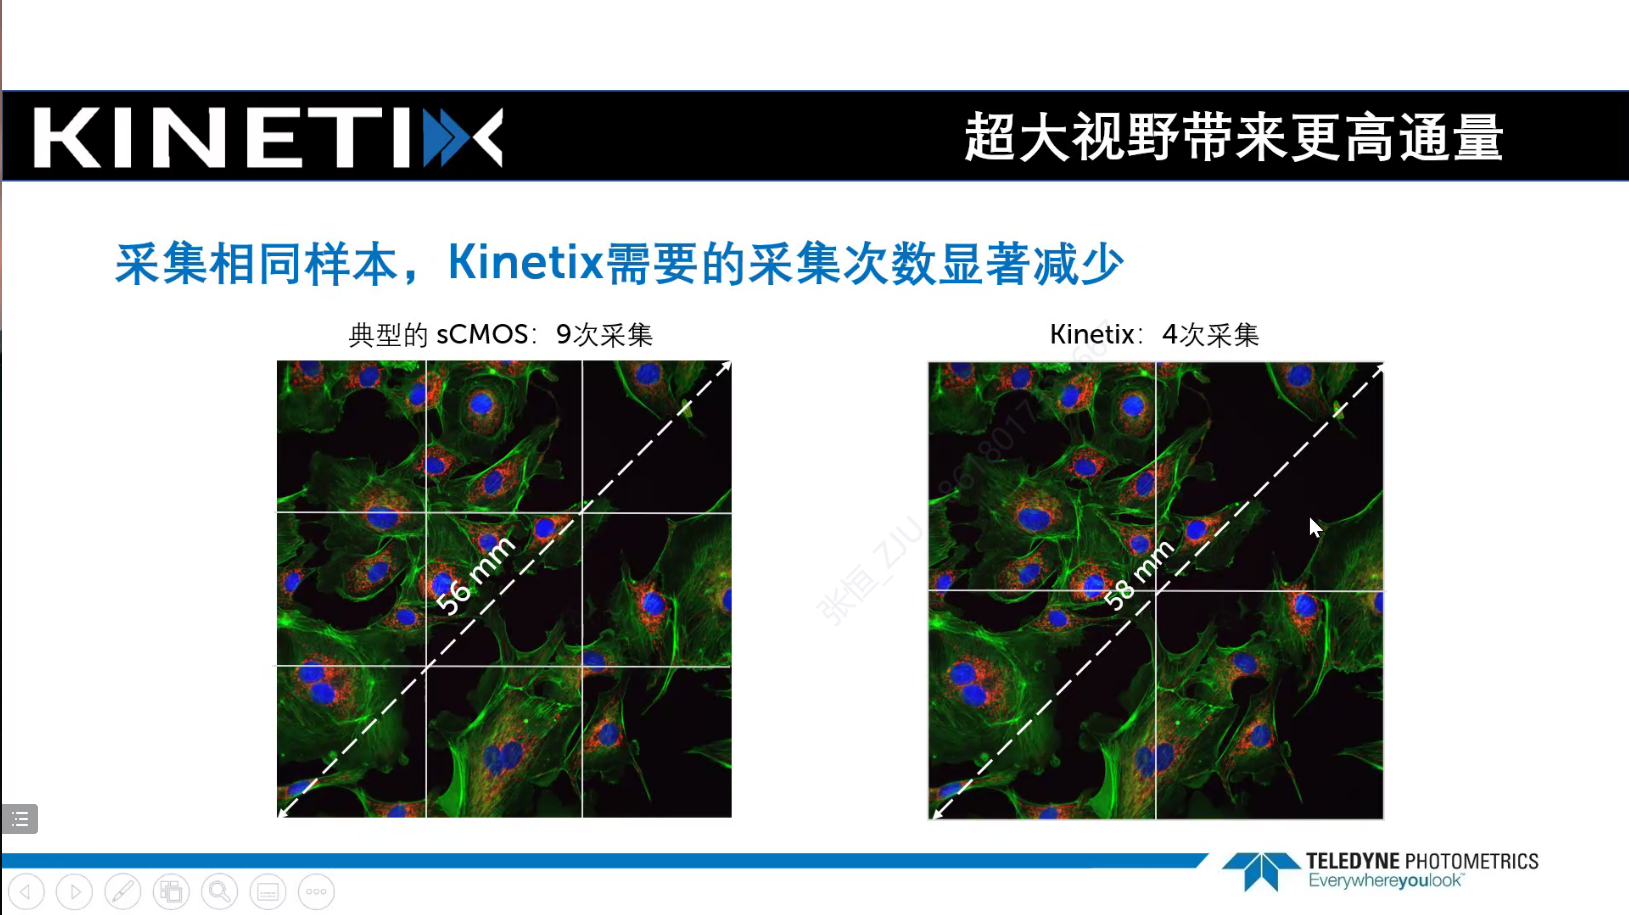 KINETIX
超大视野带来更高通量
采集相同样本，Kinetix需要的采集次数显著减少
典型的 sCMOS：9次采集
Kinetix：4次采集
56 mm
58 mm
张恒_ZJU
TELEDYNE PHOTOMETRICS
Everywhereyoulook™